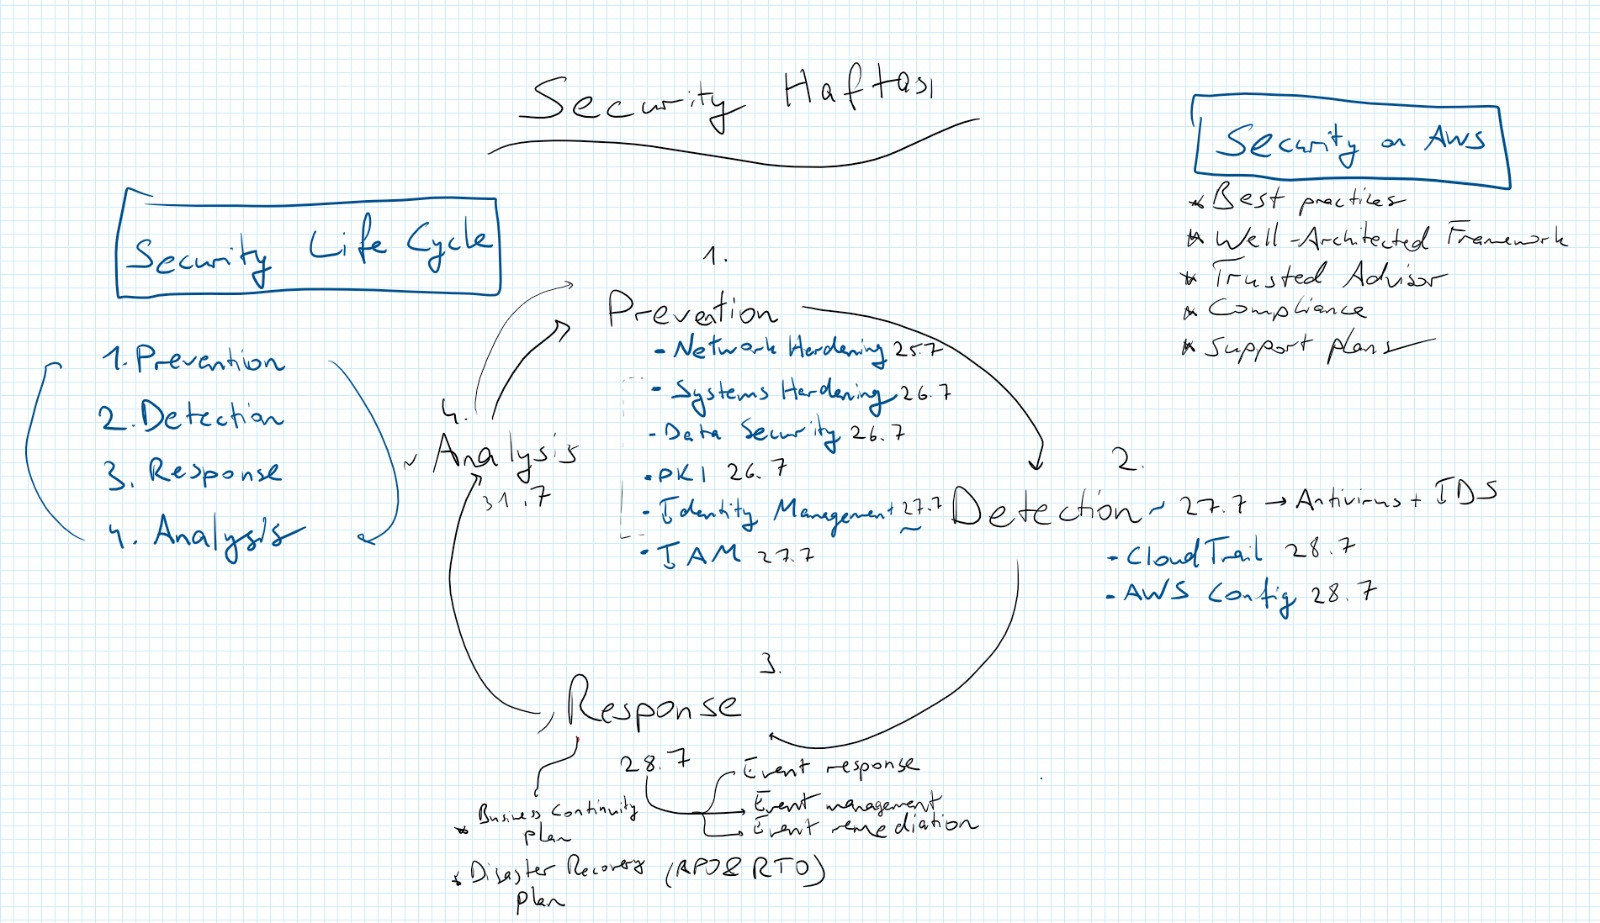 Security Haftası
Security on AWS
* Best practices
* Well-Architected Framework
* Trusted Advisor
* Compliance
* Support plans
Security Life Cycle
1. Prevention
2. Detection
3. Response
4. Analysis
1.
Prevention
- Network Herdening 25.7
- Systems Herdening 26.7
- Data Security 26.7
- PKI 26.7
- Identity Management 27.7
- IAM 27.7
2.
Detection ~ 27.7 → Antivirus + IDS
- CloudTrail 28.7
- AWS Config 28.7
3.
Response
28.7
Event response
Event management
Event remediation
* Business Continuity
plan
* Disaster Recovery (RPO & RTO)
plan
4.
~ Analysis
31.7